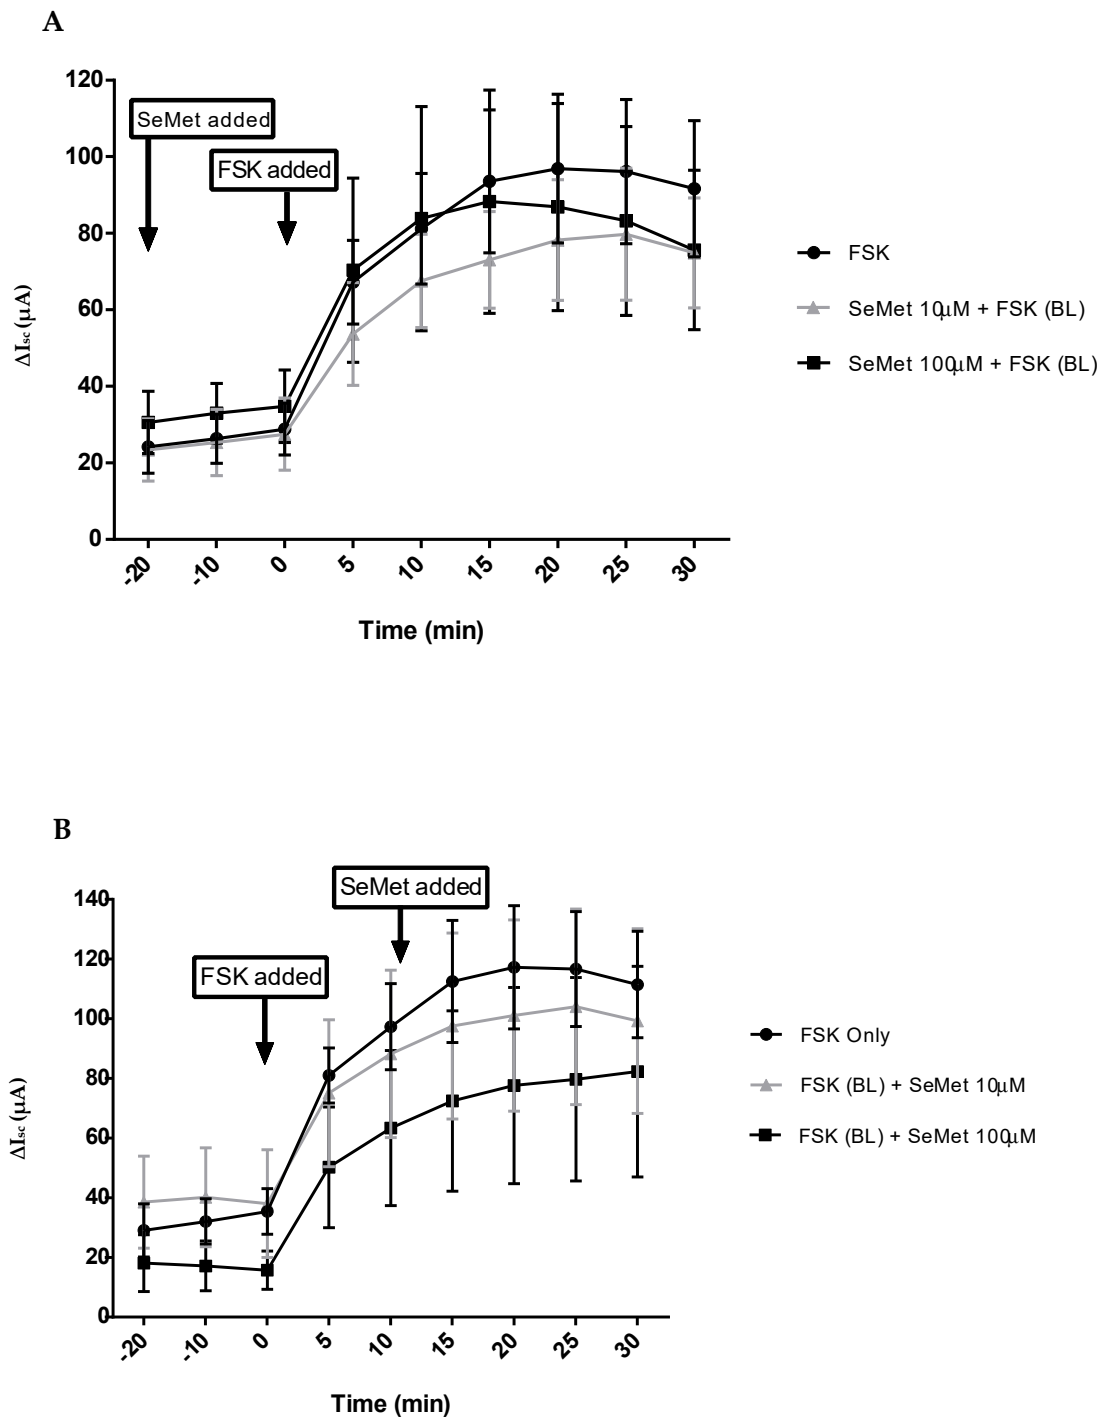 A
120
100
80
60
40
20
0
ΔIsc (µA)
SeMet added
FSK added
-20 -10 0 5 10 15 20 25 30
Time (min)
FSK
SeMet 10µM + FSK (BL)
SeMet 100µM + FSK (BL)
B
140
120
100
80
60
40
20
0
ΔIsc (µA)
SeMet added
FSK added
-20 -10 0 5 10 15 20 25 30
Time (min)
FSK Only
FSK (BL) + SeMet 10µM
FSK (BL) + SeMet 100µM